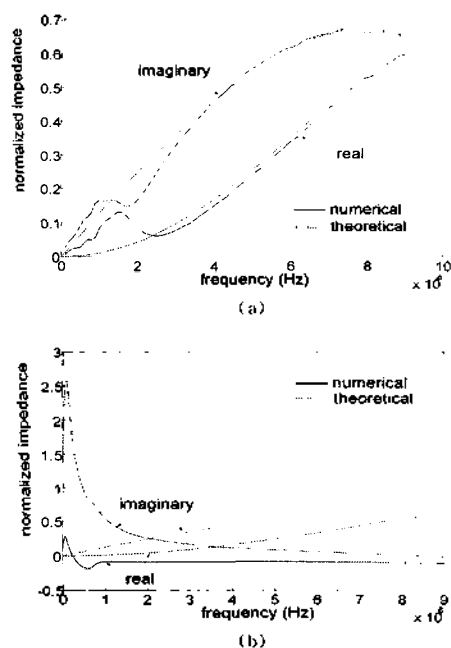 normalized impedance
0.7
0.6
0.5
0.4
0.3
0.2
0.1
0
imaginary
real
numerical
theoretical
0 2 4 6 8 10
frequency (Hz)
(a)
normalized impedance
3
2.5
2
1.5
1
0.5
0
-0.5
numerical
theoretical
imaginary
real
0 1 2 3 4 5 6 7 8 9
frequency (Hz)
(b)